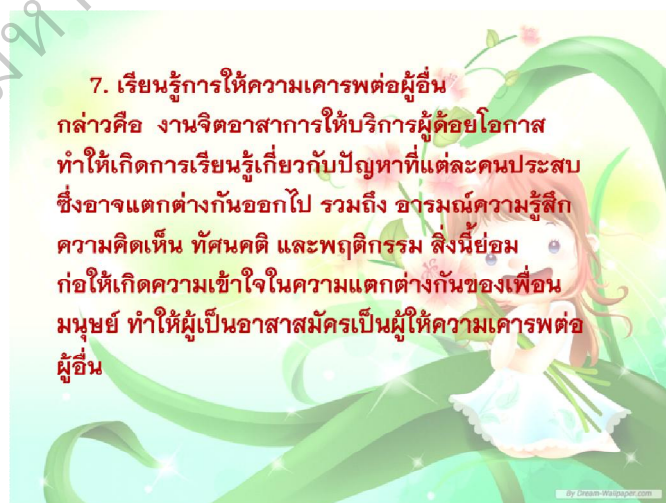 7. เรียนรู้การให้ความเคารพต่อผู้อื่น
กล่าวคือ งานจิตอาสาการให้บริการผู้ด้อยโอกาส
ทำให้เกิดการเรียนรู้เกี่ยวกับปัญหาที่แต่ละคนประสบ
ซึ่งอาจแตกต่างกันออกไป รวมถึง อารมณ์ความรู้สึก
ความคิดเห็น ทัศนคติ และพฤติกรรม สิ่งนี้ย่อม
ก่อให้เกิดความเข้าใจในความแตกต่างกันของเพื่อน
มนุษย์ ทำให้ผู้เป็นอาสาสมัครเป็นผู้ให้ความเคารพต่อ
ผู้อื่น
By Dream-Wallpaper.com